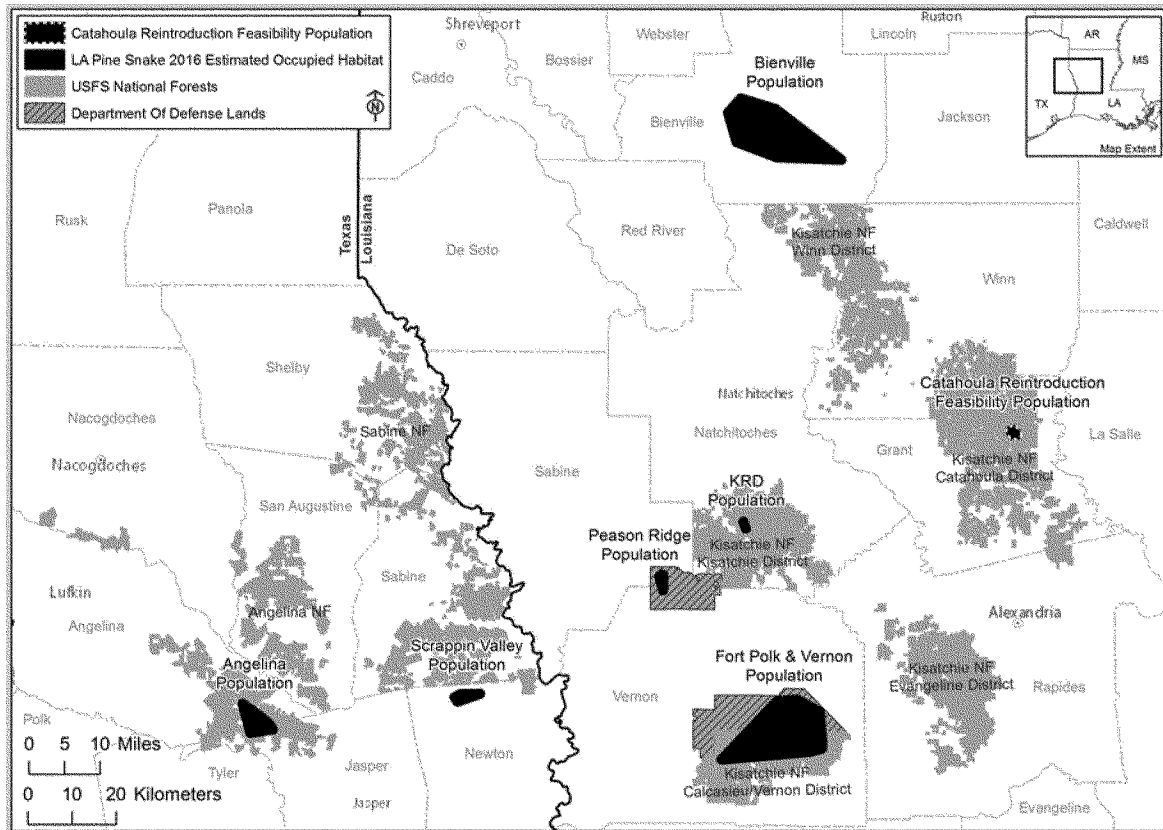 Catahoula Reintroduction Feasibility Population
LA Pine Snake 2016 Estimated Occupied Habitat
USFS National Forests
Department Of Defense Lands
N
Shreveport
Caddo
Bossier
Webster
Ruston
Lincoln
AR
MS
TX
LA
Map Extent
Bienville
Population
Bienville
Jackson
Rusk
Panola
Texas
Louisiana
De Soto
Red River
Kisatchie NF
Winn District
Winn
Caldwell
Shelby
Natchitoches
Catahoula Reintroduction
Feasibility Population
Nacogdoches
Nacogdoches
Sabine NF
Sabine
Natchitoches
Grant
La Salle
Kisatchie NF
Catahoula District
San Augustine
KRD
Population
Peason Ridge
Population
Kisatchie NF
Kisatchie District
Lufkin
Angelina
Sabine
Angelina NF
Alexandria
Angelina
Population
Scrappin Valley
Population
Fort Polk & Vernon
Population
Kisatchie NF
Evangeline District
Rapides
Vernon
Polk
Newton
Kisatchie NF
Calcasieu/Vernon District
Tyler
Jasper
Jasper
Evangeline
0 5 10 Miles
0 10 20 Kilometers